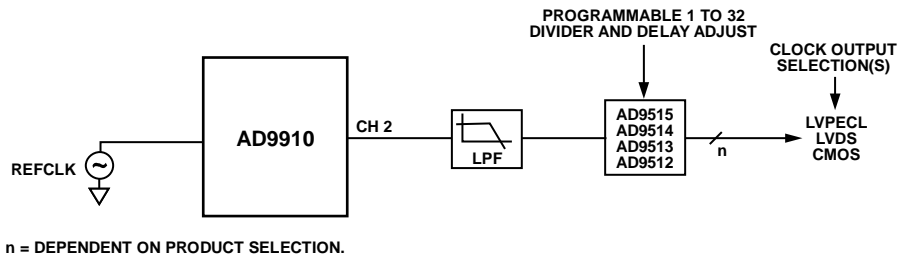 PROGRAMMABLE 1 TO 32
DIVIDER AND DELAY ADJUST
CLOCK OUTPUT
SELECTION(S)
AD9910
CH 2
LPF
AD9515
AD9514
AD9513
AD9512
n
LVPECL
LVDS
CMOS
REFCLK
n = DEPENDENT ON PRODUCT SELECTION.